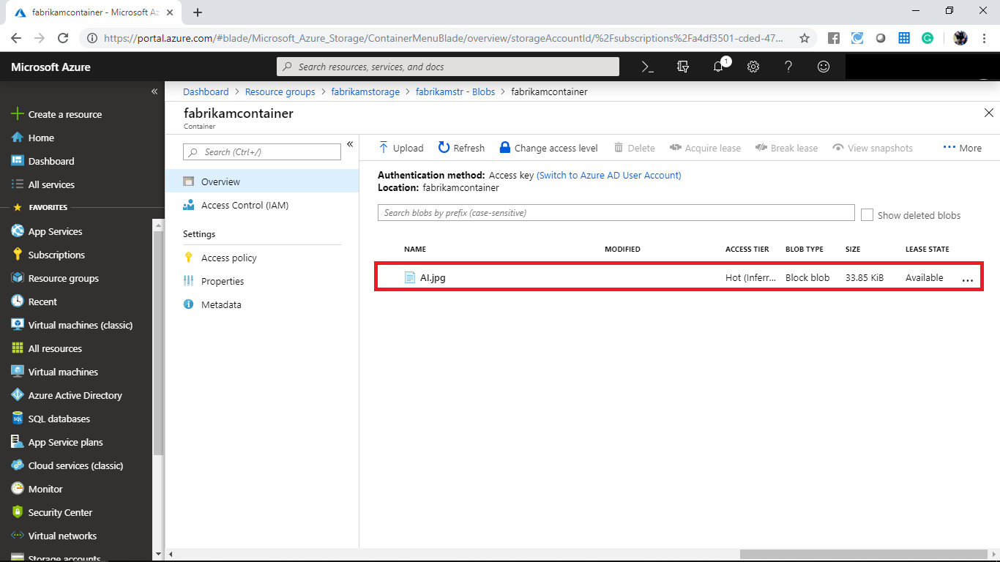 fabrikamcontainer - Microsoft Az
https://portal.azure.com/#blade/Microsoft_Azure_Storage/ContainerMenuBlade/overview/storageAccountId/%2Fsubscriptions%2Fa4df3501-cded-47...
Microsoft Azure
Search resources, services, and docs
1
Dashboard > Resource groups > fabrikamstorage > fabrikamstr - Blobs > fabrikamcontainer
fabrikamcontainer
Container
Create a resource
Home
Dashboard
All services
FAVORITES
App Services
Subscriptions
Resource groups
Recent
Virtual machines (classic)
All resources
Virtual machines
Azure Active Directory
SQL databases
App Service plans
Cloud services (classic)
Monitor
Security Center
Virtual networks
Storage accounts
Search (Ctrl+/)
Overview
Access Control (IAM)
Settings
Access policy
Properties
Metadata
Upload Refresh Change access level Delete Acquire lease Break lease View snapshots More
Authentication method: Access key (Switch to Azure AD User Account)
Location: fabrikamcontainer
Search blobs by prefix (case-sensitive)
Show deleted blobs
NAME MODIFIED ACCESS TIER BLOB TYPE SIZE LEASE STATE
AI.jpg Hot (Inferr... Block blob 33.85 KiB Available ...